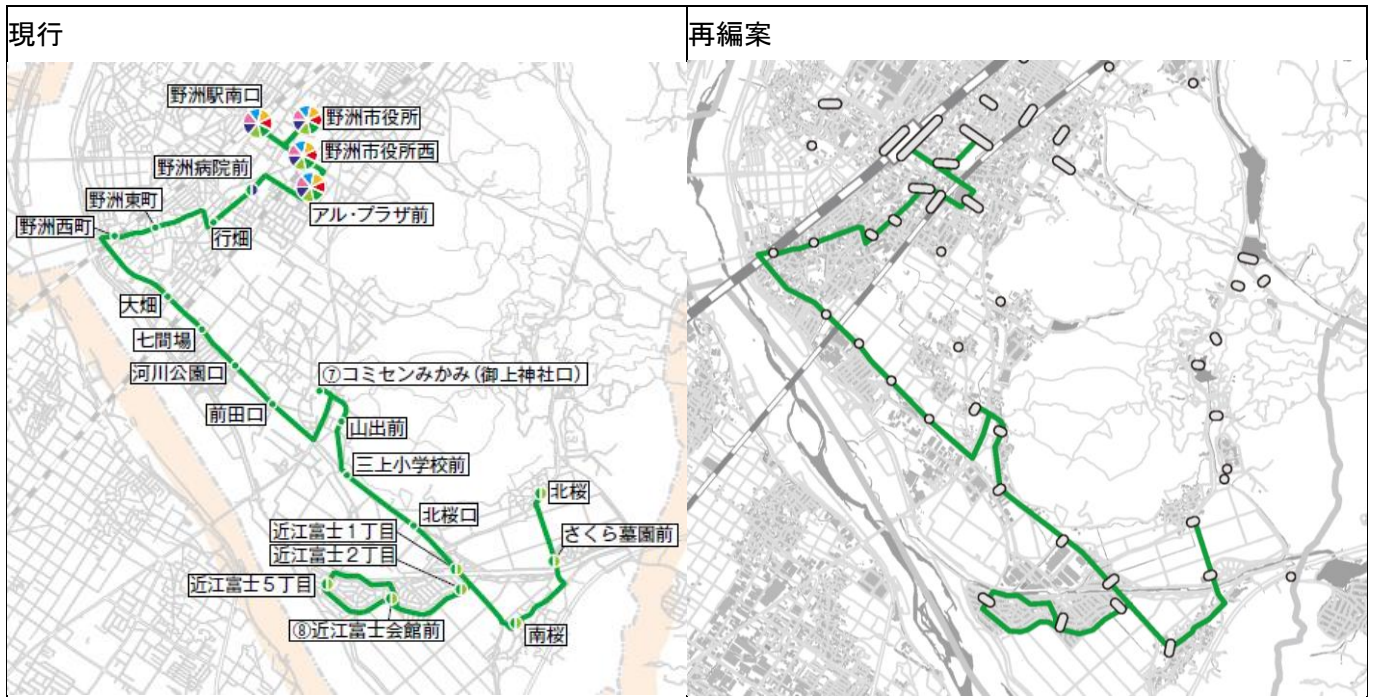 現行
再編案
野洲駅南口
野洲市役所
野洲市役所西
野洲病院前
アル・プラザ前
野洲東町
野洲西町
行畑
大畑
七間場
河川公園口
前田口
⑦コミセンみかみ(御上神社口)
山出前
三上小学校前
北桜口
北桜
近江富士1丁目
近江富士2丁目
さくら墓園前
近江富士5丁目
⑧近江富士会館前
南桜